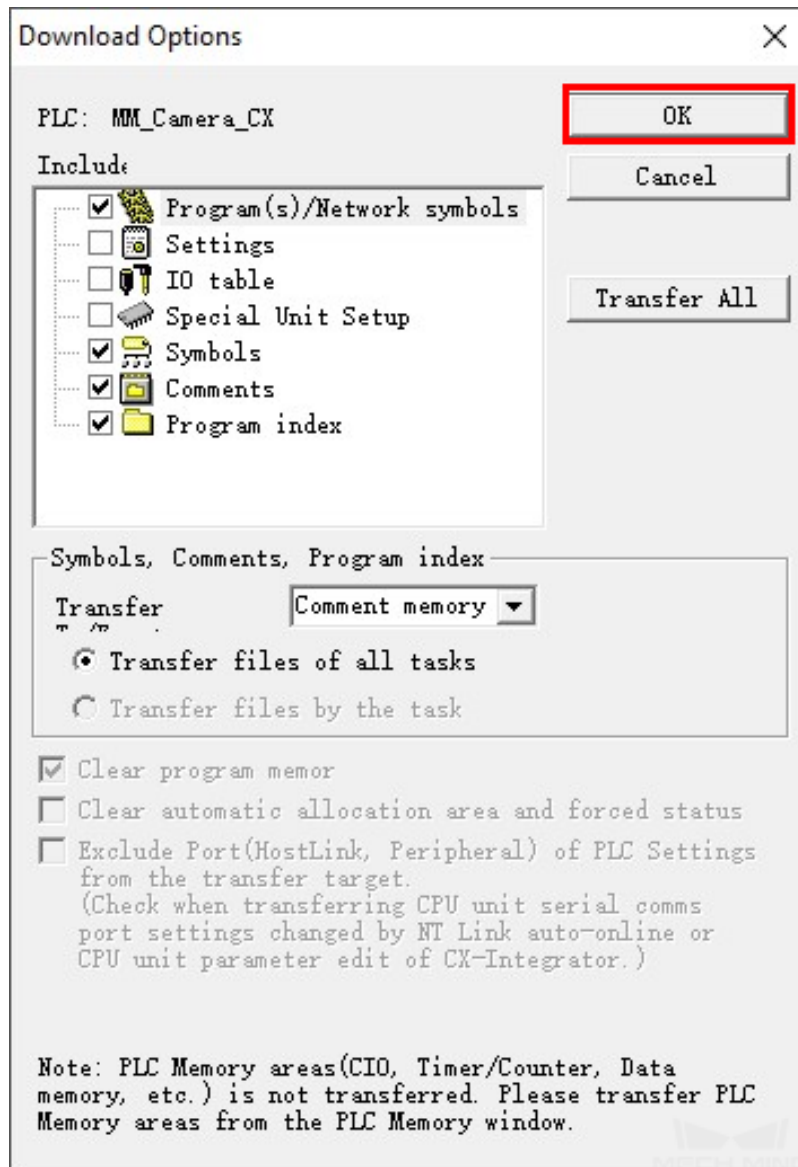 Download Options
PLC: MM_Camera_CX
OK
Include
Cancel
Program(s)/Network symbols
Settings
IO table
Transfer All
Special Unit Setup
Symbols
Comments
Program index
Symbols, Comments, Program index
Transfer
Comment memory
Transfer files of all tasks
Transfer files by the task
Clear program memor
Clear automatic allocation area and forced status
Exclude Port(HostLink, Peripheral) of PLC Settings
from the transfer target.
(Check when transferring CPU unit serial comms
port settings changed by NT Link auto-online or
CPU unit parameter edit of CX-Integrator.)
Note: PLC Memory areas(CIO, Timer/Counter, Data
memory, etc.) is not transferred. Please transfer PLC
Memory areas from the PLC Memory window.